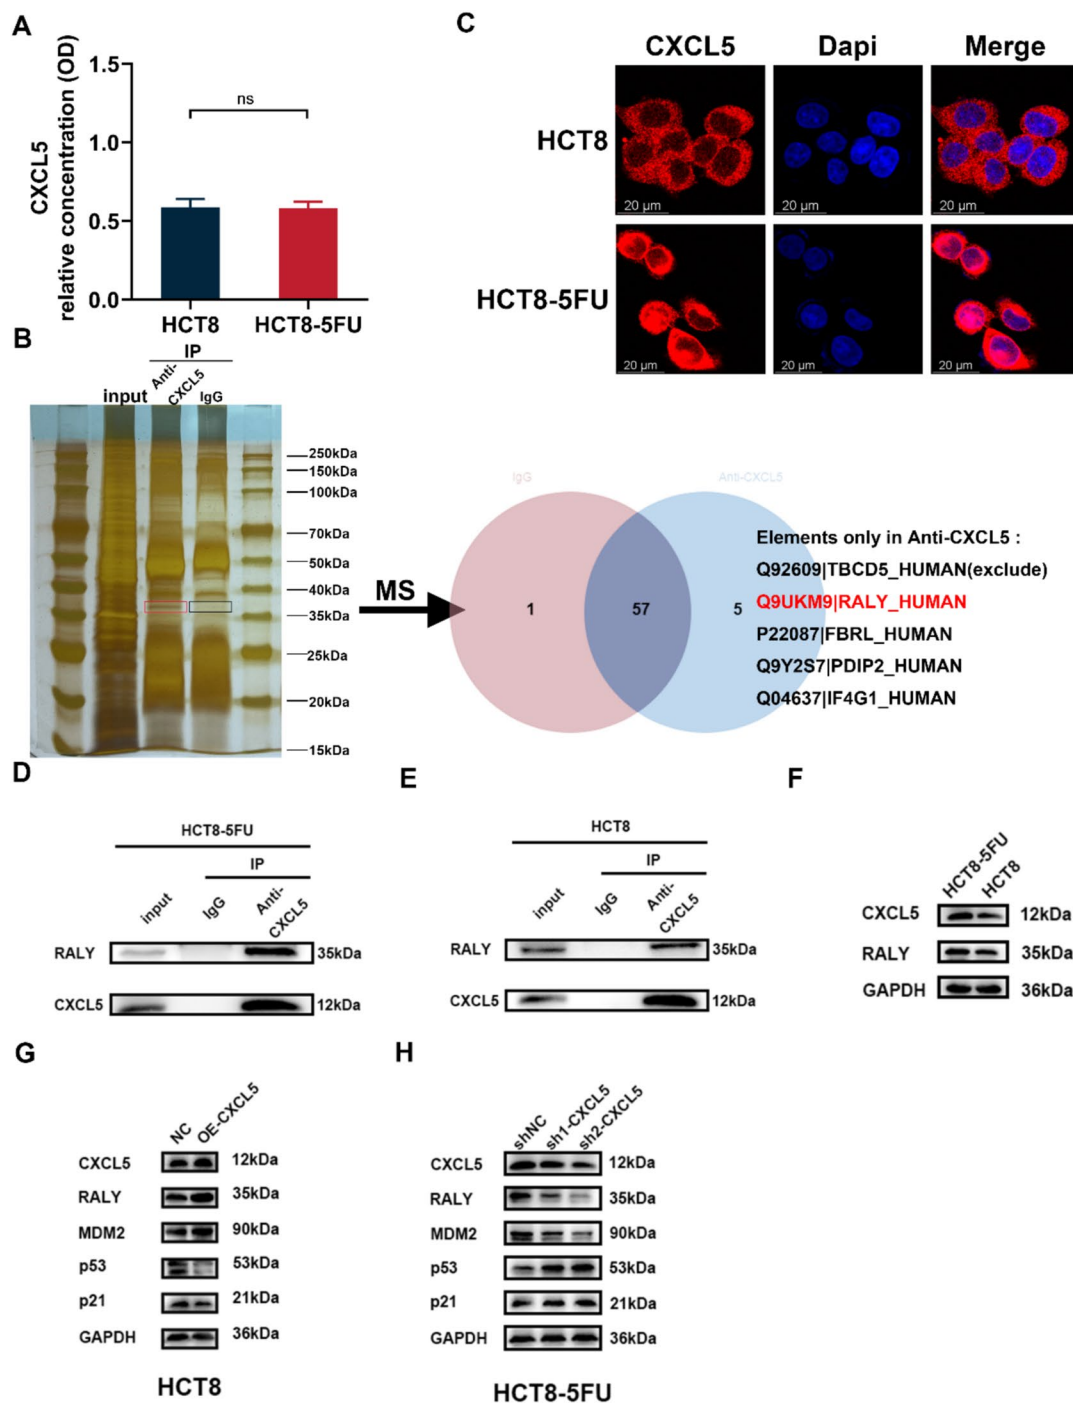 A
CXCL5
relative concentration (OD)
1.5
1.0
0.5
0.0
ns
HCT8
HCT8-5FU
C
CXCL5
Dapi
Merge
HCT8
20 µm
20 µm
20 µm
HCT8-5FU
20 µm
20 µm
20 µm
B
IP
input
Anti-
CXCL5
IgG
250kDa
150kDa
100kDa
70kDa
50kDa
40kDa
35kDa
25kDa
20kDa
15kDa
MS
IgG
Anti-CXCL5
1
57
5
Elements only in Anti-CXCL5 :
Q92609|TBCD5_HUMAN(exclude)
Q9UKM9|RALY_HUMAN
P22087|FBRL_HUMAN
Q9Y2S7|PDIP2_HUMAN
Q04637|IF4G1_HUMAN
D
HCT8-5FU
IP
input
IgG
Anti-
CXCL5
RALY
35kDa
CXCL5
12kDa
E
HCT8
IP
input
IgG
Anti-
CXCL5
RALY
35kDa
CXCL5
12kDa
F
HCT8-5FU
HCT8
CXCL5
12kDa
RALY
35kDa
GAPDH
36kDa
G
NC
OE-CXCL5
CXCL5
12kDa
RALY
35kDa
MDM2
90kDa
p53
53kDa
p21
21kDa
GAPDH
36kDa
HCT8
H
shNC
sh1-CXCL5
sh2-CXCL5
CXCL5
12kDa
RALY
35kDa
MDM2
90kDa
p53
53kDa
p21
21kDa
GAPDH
36kDa
HCT8-5FU